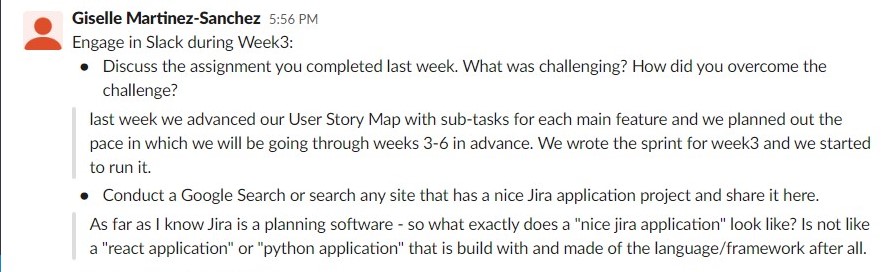 Giselle Martinez-Sanchez 5:56 PM
Engage in Slack during Week3:
• Discuss the assignment you completed last week. What was challenging? How did you overcome the
challenge?
last week we advanced our User Story Map with sub-tasks for each main feature and we planned out the
pace in which we will be going through weeks 3-6 in advance. We wrote the sprint for week3 and we started
to run it.
• Conduct a Google Search or search any site that has a nice Jira application project and share it here.
As far as I know Jira is a planning software - so what exactly does a "nice jira application" look like? Is not like
a "react application" or "python application" that is build with and made of the language/framework after all.